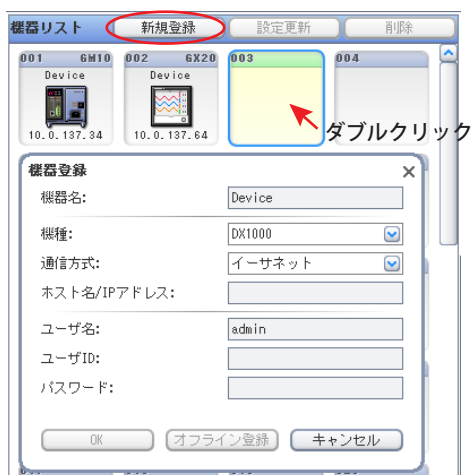 機器リスト 新規登録 設定更新 削除
001 6M10 002 6X20 003 004
Device Device
10.0.137.34 10.0.137.64
ダブルクリック
機器登録
機器名: Device
機種: DX1000
通信方式: イーサネット
ホスト名/IPアドレス:
ユーザ名: admin
ユーザID:
パスワード:
OK オフライン登録 キャンセル